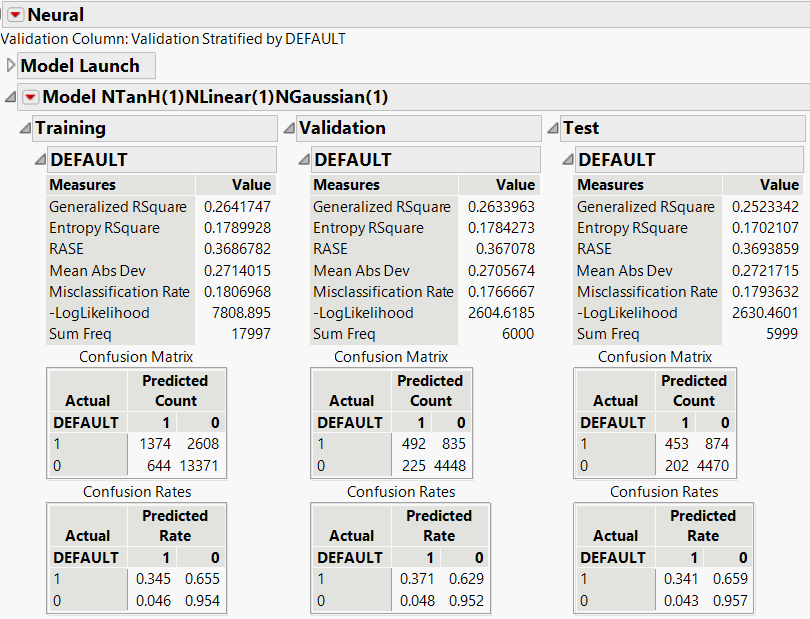 Neural
Validation Column: Validation Stratified by DEFAULT
Model Launch
Model NTanH(1)NLinear(1)NGaussian(1)
Training
DEFAULT
Measures Value
Generalized RSquare 0.2641747
Entropy RSquare 0.1789928
RASE 0.3686782
Mean Abs Dev 0.2714015
Misclassification Rate 0.1806968
-LogLikelihood 7808.895
Sum Freq 17997
Confusion Matrix
Predicted
Actual Count
DEFAULT 1 0
1 1374 2608
0 644 13371
Confusion Rates
Predicted
Actual Rate
DEFAULT 1 0
1 0.345 0.655
0 0.046 0.954
Validation
DEFAULT
Measures Value
Generalized RSquare 0.2633963
Entropy RSquare 0.1784273
RASE 0.367078
Mean Abs Dev 0.2705674
Misclassification Rate 0.1766667
-LogLikelihood 2604.6185
Sum Freq 6000
Confusion Matrix
Predicted
Actual Count
DEFAULT 1 0
1 492 835
0 225 4448
Confusion Rates
Predicted
Actual Rate
DEFAULT 1 0
1 0.371 0.629
0 0.048 0.952
Test
DEFAULT
Measures Value
Generalized RSquare 0.2523342
Entropy RSquare 0.1702107
RASE 0.3693859
Mean Abs Dev 0.2721715
Misclassification Rate 0.1793632
-LogLikelihood 2630.4601
Sum Freq 5999
Confusion Matrix
Predicted
Actual Count
DEFAULT 1 0
1 453 874
0 202 4470
Confusion Rates
Predicted
Actual Rate
DEFAULT 1 0
1 0.341 0.659
0 0.043 0.957